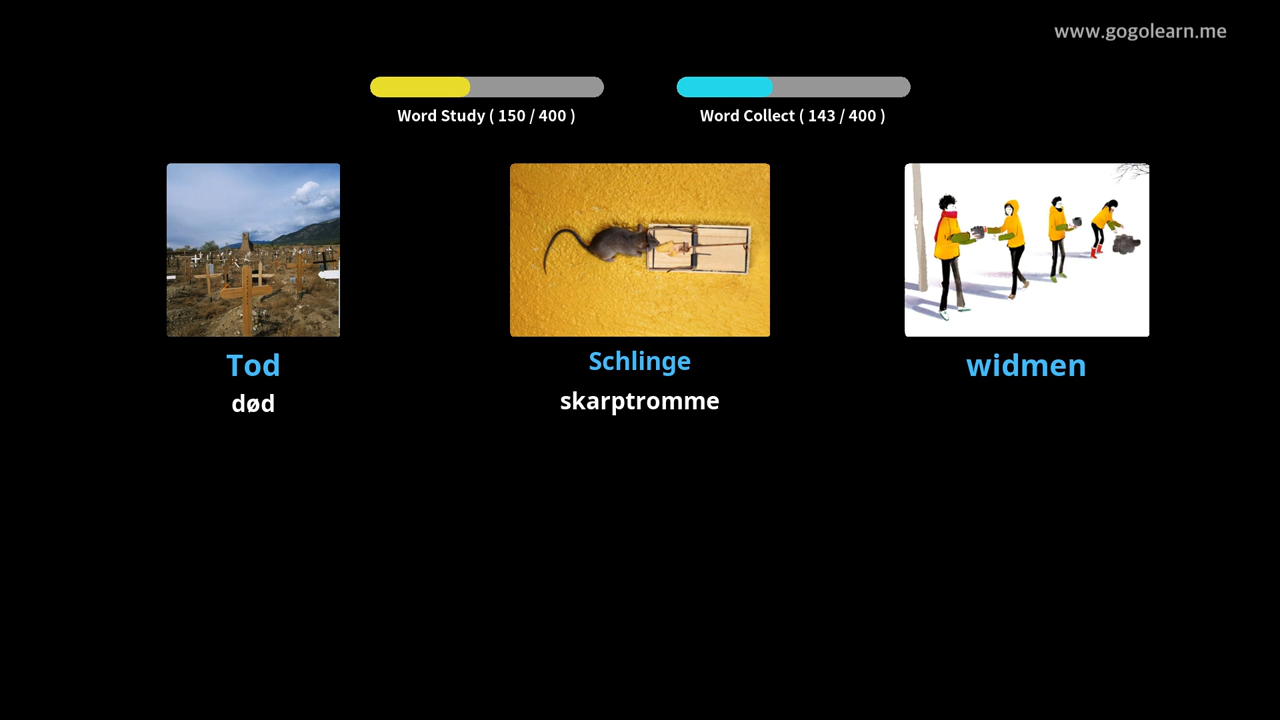 www.gogolearn.me
Word Study ( 150 / 400 )
Word Collect ( 143 / 400 )
Tod
død
Schlinge
skarptromme
widmen